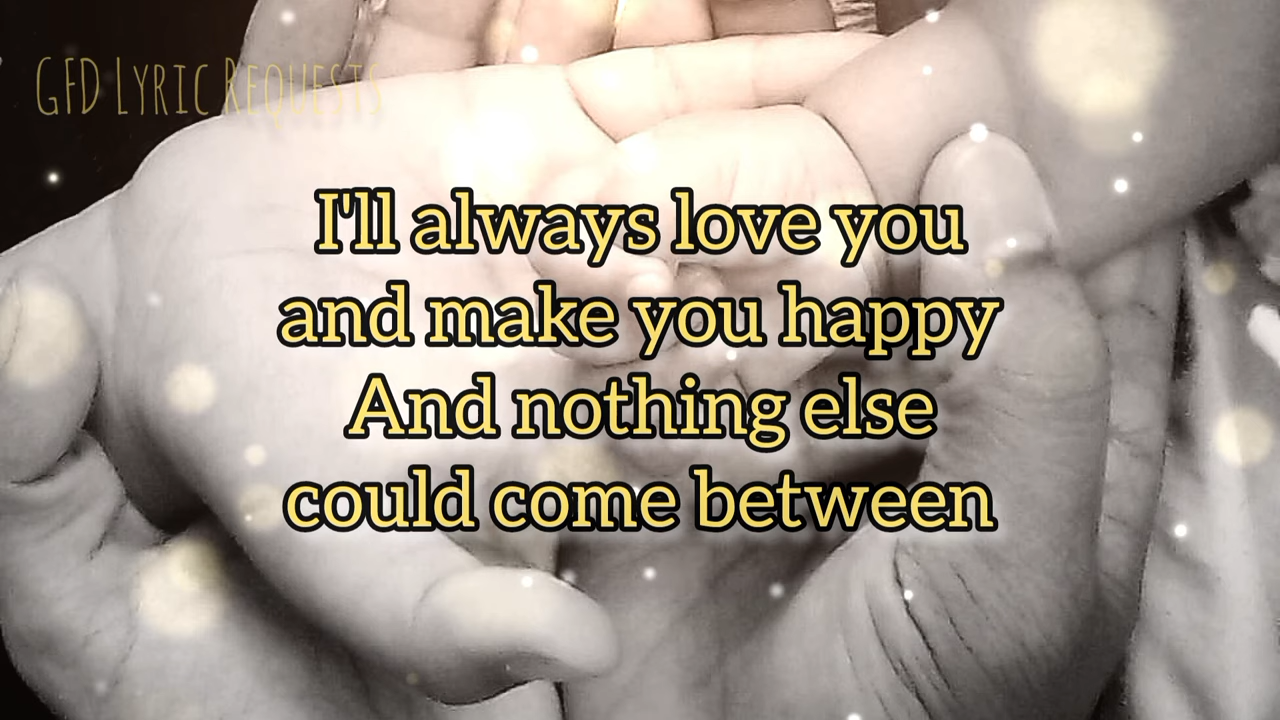 GFD Lyric Requests
I'll always love you
and make you happy
And nothing else
could come between